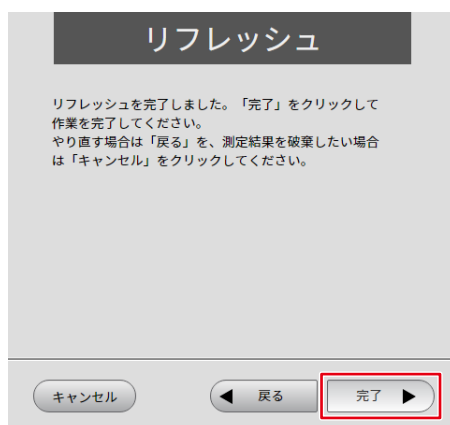 リフレッシュ
リフレッシュを完了しました。「完了」をクリックして
作業を完了してください。
やり直す場合は「戻る」を、測定結果を破棄したい場合
は「キャンセル」をクリックしてください。
キャンセル ◀ 戻る 完了 ▶